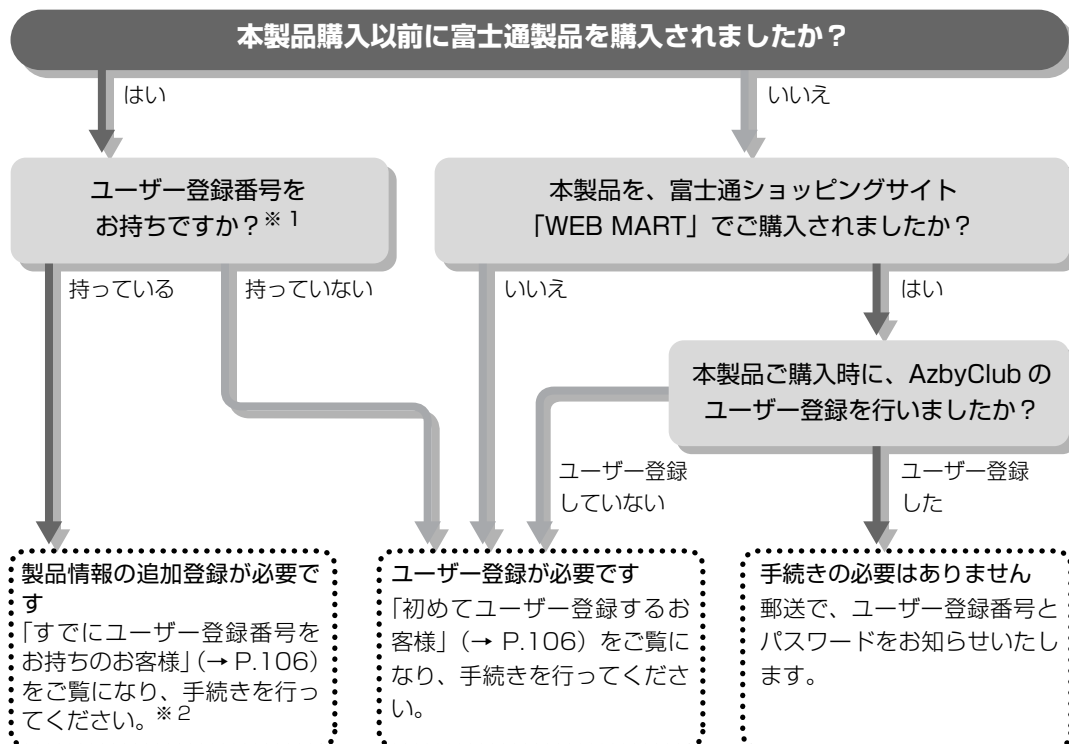 本製品購入以前に富士通製品を購入されましたか？
はい
いいえ
ユーザー登録番号を
お持ちですか？※1
本製品を、富士通ショッピングサイト
「WEB MART」でご購入されましたか？
持っている
持っていない
いいえ
はい
本製品ご購入時に、AzbyClub の
ユーザー登録を行いましたか？
ユーザー登録
していない
ユーザー登録
した
製品情報の追加登録が必要で
す
「すでにユーザー登録番号を
お持ちのお客様」（→ P.106）
をご覧になり、手続きを行っ
てください。※2
ユーザー登録が必要です
「初めてユーザー登録するお
客様」（→ P.106）をご覧に
なり、手続きを行ってくださ
い。
手続きの必要はありません
郵送で、ユーザー登録番号と
パスワードをお知らせいたし
ます。